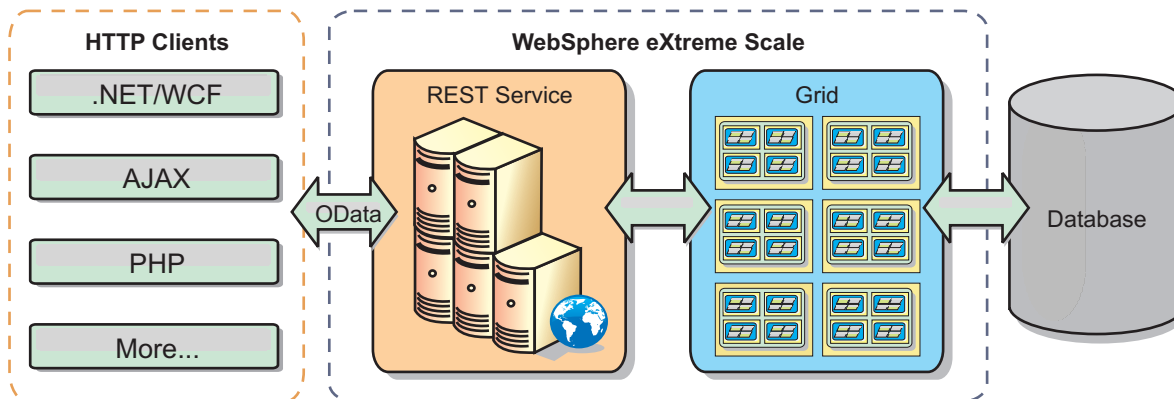 HTTP Clients
.NET/WCF
AJAX
PHP
More...
OData
WebSphere eXtreme Scale
REST Service
Grid
Database